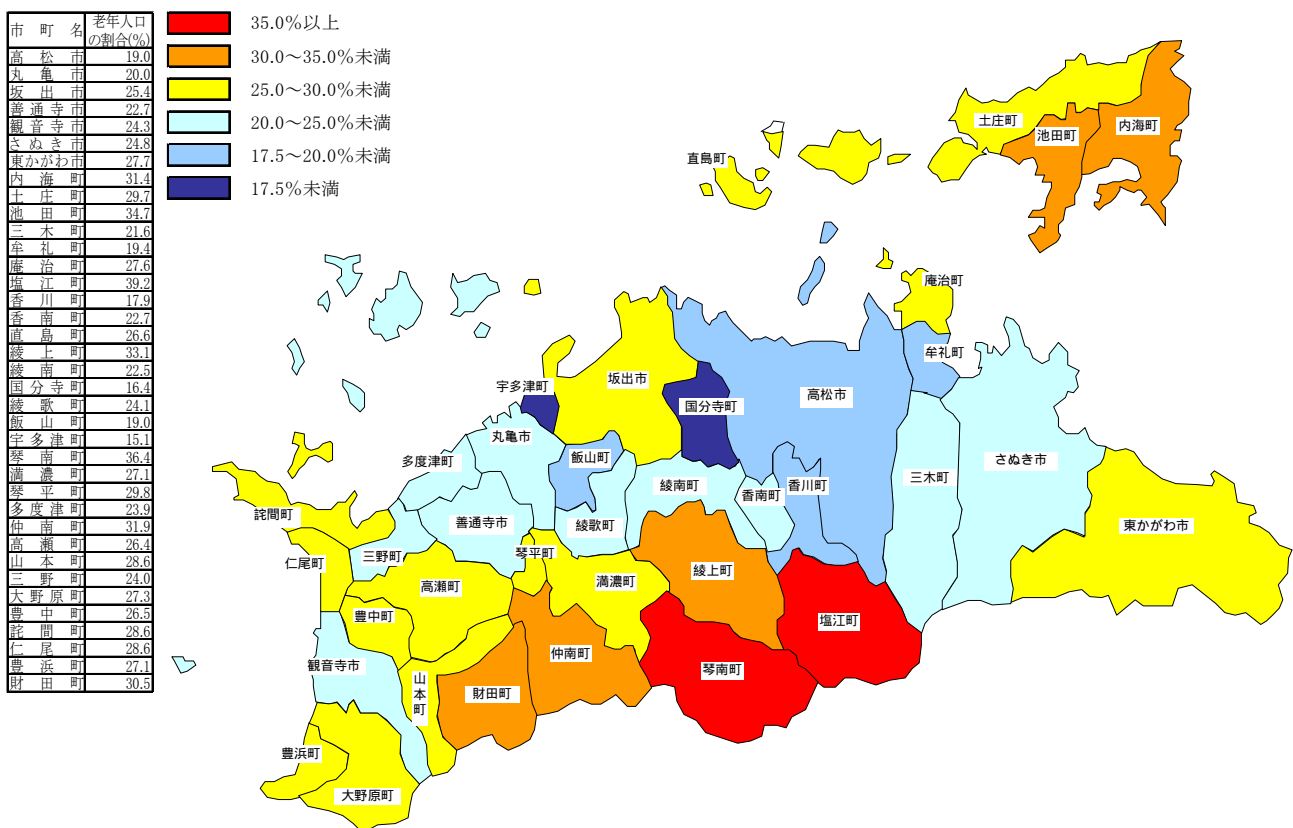 市町名 老年人口の割合(%)
高松市 19.0
丸亀市 20.0
坂出市 25.4
善通寺市 22.7
観音寺市 24.3
さぬき市 24.8
東かがわ市 27.7
内海町 31.4
土庄町 29.7
池田町 34.7
三木町 21.6
牟礼町 19.4
庵治町 27.6
塩江町 39.2
香川町 17.9
香南町 22.7
直島町 26.6
綾上町 33.1
綾南町 22.5
国分寺町 16.4
綾歌町 24.1
飯山町 19.0
宇多津町 15.1
琴南町 36.4
満濃町 27.1
琴平町 29.8
多度津町 23.9
仲南町 31.9
高瀬町 26.4
山本町 28.6
三野町 24.0
大野原町 27.3
豊中町 26.5
詫間町 28.6
仁尾町 28.6
豊浜町 27.1
財田町 30.5
35.0%以上
30.0～35.0%未満
25.0～30.0%未満
20.0～25.0%未満
17.5～20.0%未満
17.5%未満
土庄町
池田町
内海町
直島町
庵治町
牟礼町
宇多津町
坂出市
国分寺町
高松市
丸亀市
飯山町
多度津町
綾南町
香南町
香川町
三木町
さぬき市
東かがわ市
詫間町
善通寺市
綾歌町
仁尾町
三野町
琴平町
高瀬町
満濃町
綾上町
豊中町
塩江町
観音寺市
山本町
財田町
仲南町
琴南町
豊浜町
大野原町